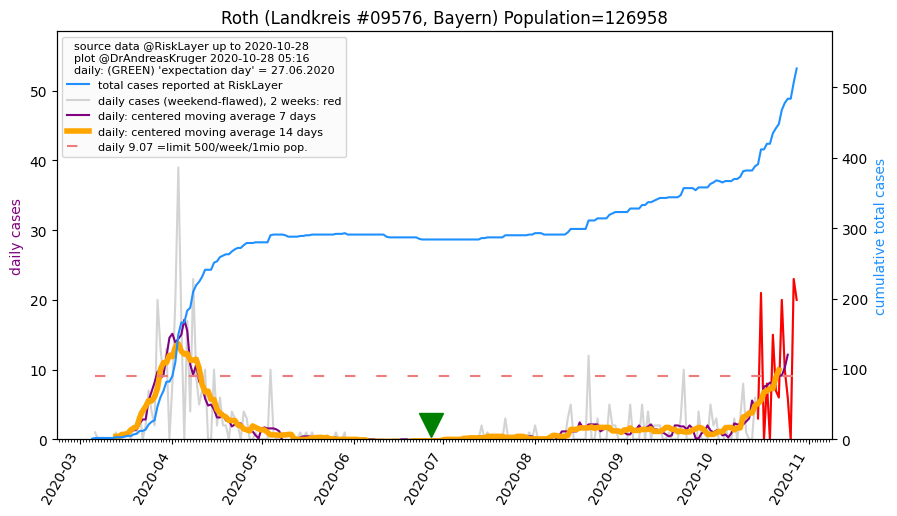 Roth (Landkreis #09576, Bayern) Population=126958
source data @RiskLayer up to 2020-10-28
plot @DrAndreasKruger 2020-10-28 05:16
daily: (GREEN) 'expectation day' = 27.06.2020
total cases reported at RiskLayer
daily cases (weekend-flawed), 2 weeks: red
daily: centered moving average 7 days
daily: centered moving average 14 days
daily 9.07 =limit 500/week/1mio pop.
daily cases
50
40
30
20
10
0
cumulative total cases
500
400
300
200
100
0
2020-03
2020-04
2020-05
2020-06
2020-07
2020-08
2020-09
2020-10
2020-11